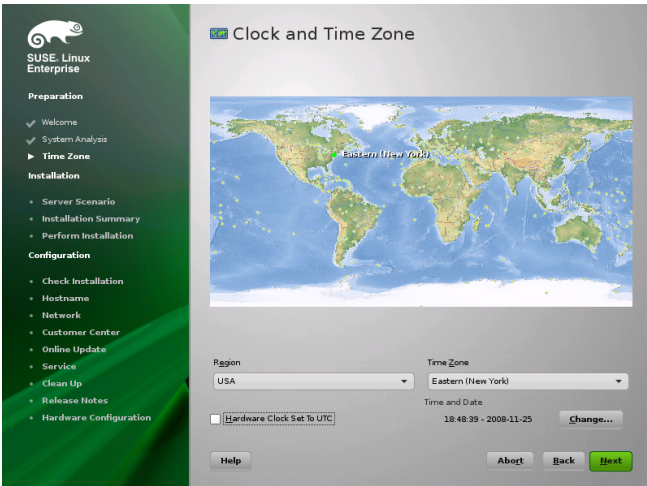 SUSE. Linux
Enterprise
Preparation
Welcome
System Analysis
Time Zone
Installation
Server Scenario
Installation Summary
Perform Installation
Configuration
Check Installation
Hostname
Network
Customer Center
Online Update
Service
Clean Up
Release Notes
Hardware Configuration
Clock and Time Zone
Eastern (New York)
Region
Time Zone
USA
Eastern (New York)
Time and Date
Hardware Clock Set To UTC
18:48:39 - 2008-11-25
Change...
Help
Abort
Back
Next